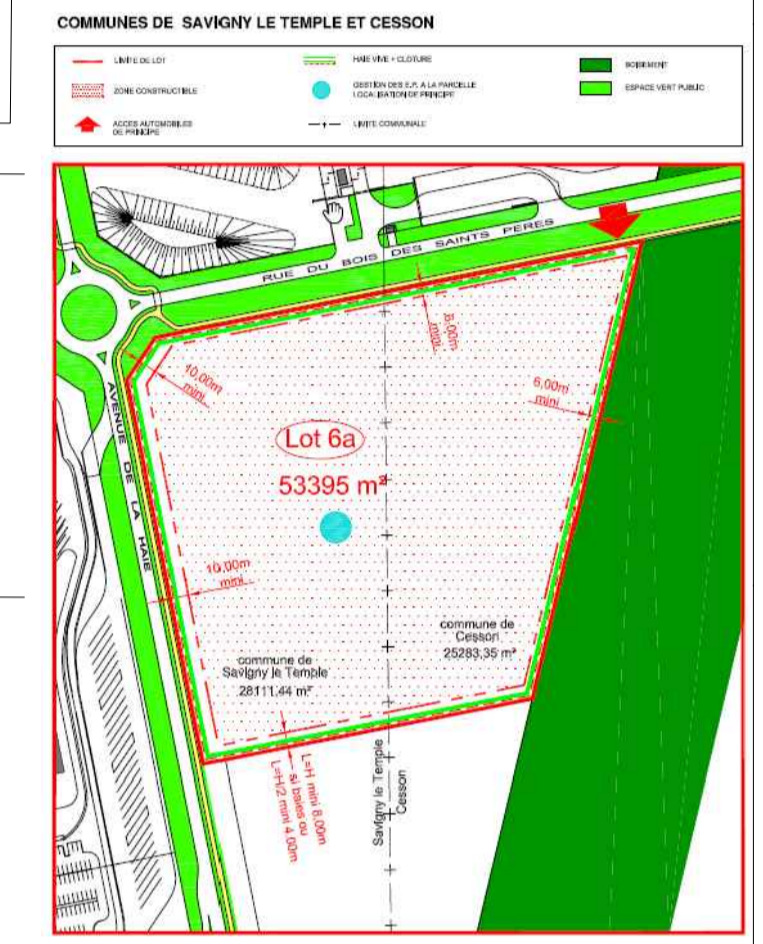 COMMUNES DE SAVIGNY LE TEMPLE ET CESSON
LIMITE DE LOT
HAIE VIVE + CLOTURE
BOISEMENT
ZONE CONSTRUCTIBLE
GESTION DES E.P. A LA PARCELLE
LOCALISATION DE PRINCIPE
ESPACE VERT PUBLIC
ACCES AUTOMOBILES
DE PRINCIPE
LIMITE COMMUNALE
RUE DU BOIS DES SAINTS PERES
6,00m
mini
10,00m
mini
6,00m
mini
AVENUE DE LA HAIE
Lot 6a
53395 m²
10,00m
mini
commune de
Cesson
25283,35 m²
commune de
Savigny le Temple
28111,44 m²
L=H mini 8,00m
si baies ou
L=H/2 mini 4,00m
Savigny le Temple
Cesson